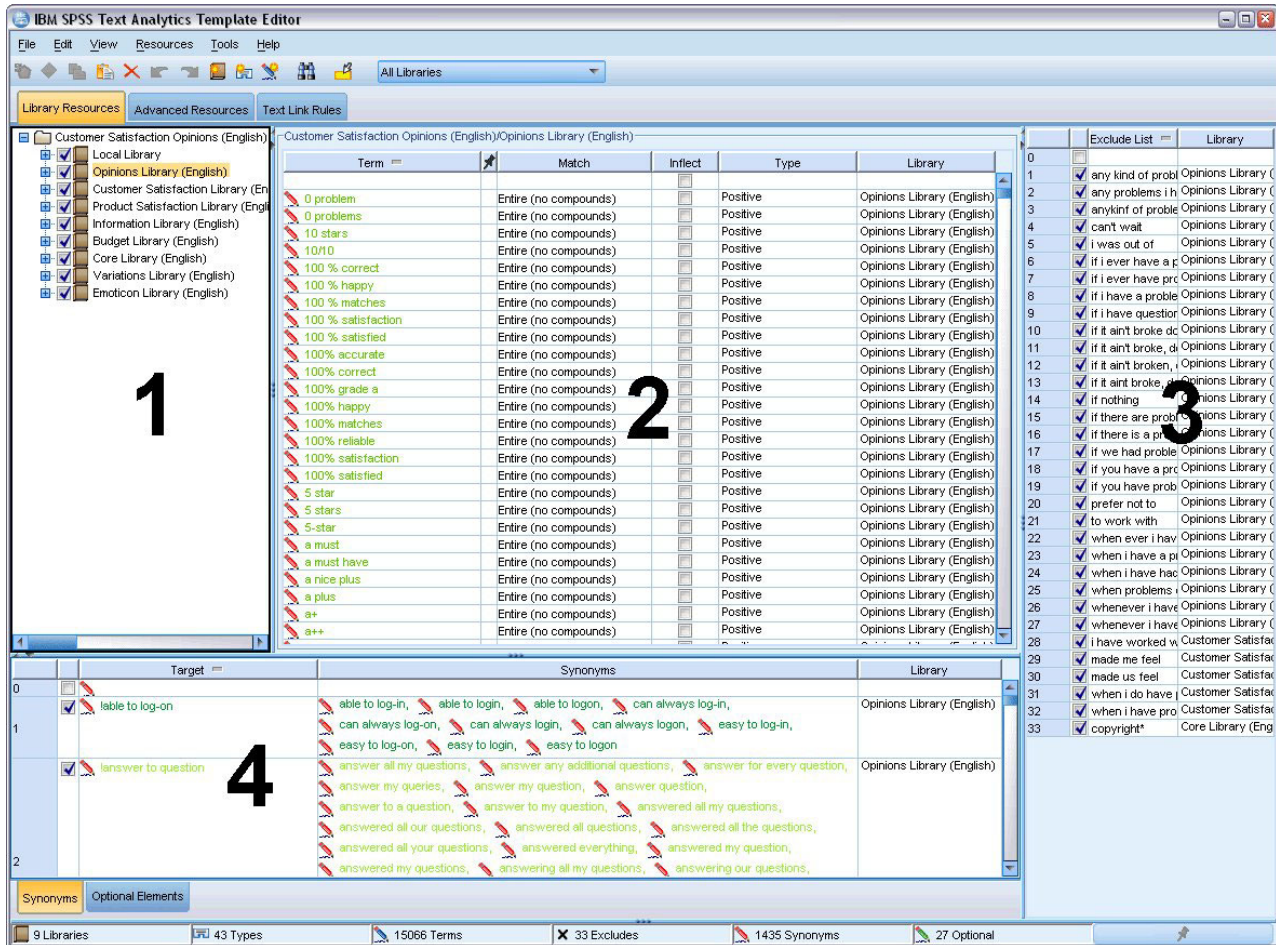 IBM SPSS Text Analytics Template Editor
File Edit View Resources Tools Help
All Libraries
Library Resources Advanced Resources Text Link Rules
Customer Satisfaction Opinions (English)
Local Library
Opinions Library (English)
Customer Satisfaction Library (En
Product Satisfaction Library (Engli
Information Library (English)
Budget Library (English)
Core Library (English)
Variations Library (English)
Emoticon Library (English)
1
Customer Satisfaction Opinions (English)/Opinions Library (English)
Term Match Inflect Type Library
0 problem Entire (no compounds) Positive Opinions Library (English)
0 problems Entire (no compounds) Positive Opinions Library (English)
10 stars Entire (no compounds) Positive Opinions Library (English)
10/10 Entire (no compounds) Positive Opinions Library (English)
100 % correct Entire (no compounds) Positive Opinions Library (English)
100 % happy Entire (no compounds) Positive Opinions Library (English)
100 % matches Entire (no compounds) Positive Opinions Library (English)
100 % satisfaction Entire (no compounds) Positive Opinions Library (English)
100 % satisfied Entire (no compounds) Positive Opinions Library (English)
100% accurate Entire (no compounds) Positive Opinions Library (English)
100% correct Entire (no compounds) Positive Opinions Library (English)
100% grade a Entire (no compounds) Positive Opinions Library (English)
100% happy Entire (no compounds) Positive Opinions Library (English)
100% matches Entire (no compounds) Positive Opinions Library (English)
100% reliable Entire (no compounds) Positive Opinions Library (English)
100% satisfaction Entire (no compounds) Positive Opinions Library (English)
100% satisfied Entire (no compounds) Positive Opinions Library (English)
5 star Entire (no compounds) Positive Opinions Library (English)
5 stars Entire (no compounds) Positive Opinions Library (English)
5-star Entire (no compounds) Positive Opinions Library (English)
a must Entire (no compounds) Positive Opinions Library (English)
a must have Entire (no compounds) Positive Opinions Library (English)
a nice plus Entire (no compounds) Positive Opinions Library (English)
a plus Entire (no compounds) Positive Opinions Library (English)
a+ Entire (no compounds) Positive Opinions Library (English)
a++ Entire (no compounds) Positive Opinions Library (English)
2
Exclude List Library
0
1 any kind of probl Opinions Library (
2 any problems i h Opinions Library (
3 anykinf of proble Opinions Library (
4 can't wait Opinions Library (
5 i was out of Opinions Library (
6 if i ever have a p Opinions Library (
7 if i ever have pro Opinions Library (
8 if i have a proble Opinions Library (
9 if i have question Opinions Library (
10 if it ain't broke do Opinions Library (
11 if it ain't broke, d Opinions Library (
12 if it ain't broken, Opinions Library (
13 if it aint broke, Opinions Library (
14 if nothing Opinions Library (
15 if there are prob Opinions Library (
16 if there is a pr Opinions Library (
17 if we had proble Opinions Library (
18 if you have a pro Opinions Library (
19 if you have prob Opinions Library (
20 prefer not to Opinions Library (
21 to work with Opinions Library (
22 when ever i hav Opinions Library (
23 when i have a p Opinions Library (
24 when i have had Opinions Library (
25 when problems Opinions Library (
26 whenever i have Opinions Library (
27 whenever i have Opinions Library (
28 i have worked w Customer Satisfac
29 made me feel Customer Satisfac
30 made us feel Customer Satisfac
31 when i do have Customer Satisfac
32 when i have pro Customer Satisfac
33 copyright* Core Library (Eng
3
Target Synonyms Library
0
1 !able to log-on able to log-in, able to login, able to logon, can always log-in, Opinions Library (English)
can always log-on, can always login, can always logon, easy to log-in,
easy to log-on, easy to login, easy to logon
2 !answer to question answer all my questions, answer any additional questions, answer for every question, Opinions Library (English)
answer my queries, answer my question, answer question,
answer to a question, answer to my question, answered all my questions,
answered all our questions, answered all questions, answered all the questions,
answered all your questions, answered everything, answered my question,
answered my questions, answering all my questions, answering our questions,
4
Synonyms Optional Elements
9 Libraries 43 Types 15066 Terms 33 Excludes 1435 Synonyms 27 Optional